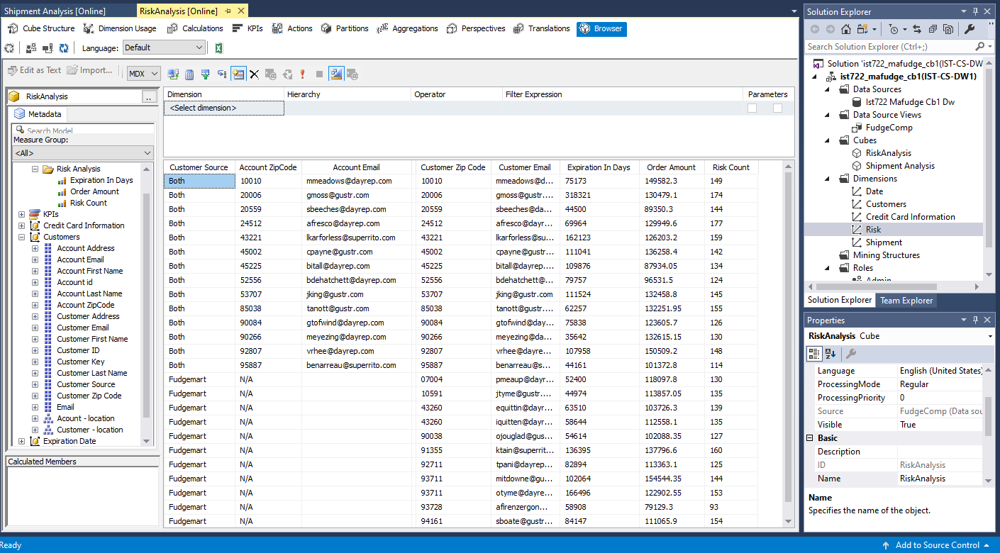 Shipment Analysis [Online] RiskAnalysis [Online]
Cube Structure Dimension Usage Calculations KPIs Actions Partitions Aggregations Perspectives Translations Browser
Language: Default
Edit as Text Import... MDX
RiskAnalysis ..
Metadata
Search Model
Measure Group:
<All>
Risk Analysis
Expiration In Days
Order Amount
Risk Count
KPIs
Credit Card Information
Customers
Account Address
Account Email
Account First Name
Account id
Account Last Name
Account ZipCode
Customer Address
Customer Email
Customer First Name
Customer ID
Customer Key
Customer Last Name
Customer Source
Customer Zip Code
Email
Acount - location
Customer - location
Expiration Date
Calculated Members
Dimension Hierarchy Operator Filter Expression Parameters
<Select dimension>
Customer Source Account ZipCode Account Email Customer Zip Code Customer Email Expiration In Days Order Amount Risk Count
Both 10010 mmeadows@dayrep.com 10010 mmeadows@d... 75173 149582.3 149
Both 20006 gmoss@gustr.com 20006 gmoss@gustr.... 318321 130479.1 174
Both 20559 sbeeches@dayrep.com 20559 sbeeches@da... 44500 89350.3 144
Both 24512 afresco@dayrep.com 24512 afresco@dayr... 69964 129949.6 177
Both 43221 lkarforless@superrito.com 43221 lkarforless@su... 162123 126203.2 159
Both 45002 cpayne@gustr.com 45002 cpayne@gustr... 111041 136258.4 142
Both 45225 bitall@dayrep.com 45225 bitall@dayrep.... 109876 87934.05 134
Both 52556 bdehatchett@dayrep.com 52556 bdehatchett@... 79757 96531.5 124
Both 53707 jking@gustr.com 53707 jking@gustr.com 111524 132458.8 145
Both 85038 tanott@gustr.com 85038 tanott@gustr.... 62257 132251.95 155
Both 90084 gtofwind@dayrep.com 90084 gtofwind@dayr... 75838 123605.7 126
Both 90266 meyezing@dayrep.com 90266 meyezing@da... 35642 132615.15 130
Both 92807 vrhee@dayrep.com 92807 vrhee@dayrep... 107958 150509.2 148
Both 95887 benarreau@superrito.com 95887 benarreau@s... 44161 101372.8 114
Fudgemart N/A 07004 pmeaup@dayr... 52400 118097.8 130
Fudgemart N/A 10591 jtyme@gustr.... 44974 113857.05 135
Fudgemart N/A 43260 equittin@dayr... 63510 103726.3 139
Fudgemart N/A 43260 iquitten@dayr... 58644 112558.1 135
Fudgemart N/A 90038 ojouglad@gus... 54614 102088.35 127
Fudgemart N/A 91355 ktain@superrit... 136395 137796.6 160
Fudgemart N/A 92711 tpani@dayrep... 82894 113363.1 125
Fudgemart N/A 93711 mitdowne@gu... 102064 154544.35 144
Fudgemart N/A 93711 otyme@dayre... 166496 122902.55 153
Fudgemart N/A 93728 afirenzergon... 58908 79129.3 93
Fudgemart N/A 94161 sboate@gustr... 84147 111065.9 154
Solution Explorer
Search Solution Explorer (Ctrl+;)
Solution 'ist722_mafudge_cb1(IST-CS-DW1)
ist722_mafudge_cb1(IST-CS-DW1)
Data Sources
Ist722 Mafudge Cb1 Dw
Data Source Views
FudgeComp
Cubes
RiskAnalysis
Shipment Analysis
Dimensions
Date
Customers
Credit Card Information
Risk
Shipment
Mining Structures
Roles
Admin
Solution Explorer Team Explorer
Properties
RiskAnalysis Cube
Language English (United States)
ProcessingMode Regular
ProcessingPriority 0
Source FudgeComp (Data sou
Visible True
Basic
Description
ID RiskAnalysis
Name RiskAnalysis
Name
Specifies the name of the object.
Ready Add to Source Control